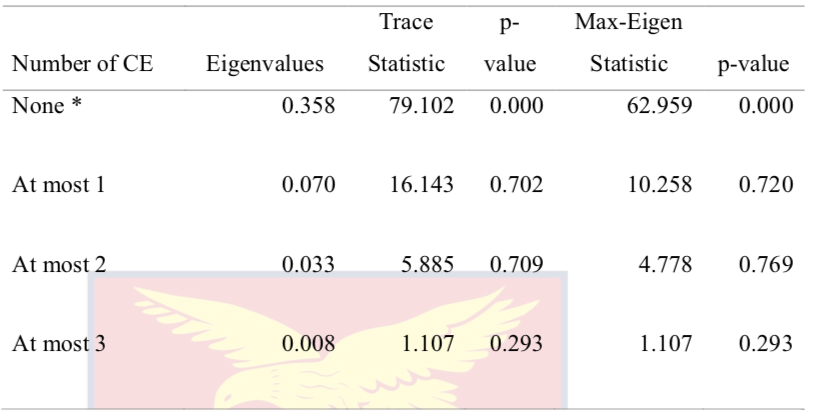 Trace p- Max-Eigen
Number of CE Eigenvalues Statistic value Statistic p-value
None * 0.358 79.102 0.000 62.959 0.000
At most 1 0.070 16.143 0.702 10.258 0.720
At most 2 0.033 5.885 0.709 4.778 0.769
At most 3 0.008 1.107 0.293 1.107 0.293